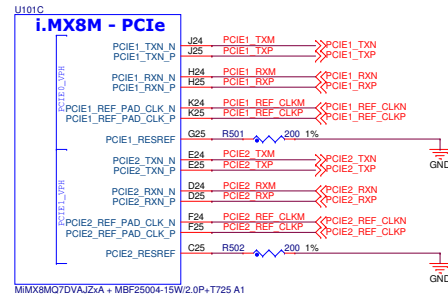 U101C
i.MX8M - PCIe
PCIE0_VPH
PCIE1_TXN_N J24 PCIE1_TXM PCIE1_TXN
PCIE1_TXN_P J25 PCIE1_TXP PCIE1_TXP
PCIE1_RXN_N H24 PCIE1_RXM PCIE1_RXN
PCIE1_RXN_P H25 PCIE1_RXP PCIE1_RXP
PCIE1_REF_PAD_CLK_N K24 PCIE1_REF_CLKM PCIE1_REF_CLKN
PCIE1_REF_PAD_CLK_P K25 PCIE1_REF_CLKP PCIE1_REF_CLKP
PCIE1_RESREF G25 R501 200 1%
GND
PCIE1_VPH
PCIE2_TXN_N E24 PCIE2_TXM PCIE2_TXN
PCIE2_TXN_P E25 PCIE2_TXP PCIE2_TXP
PCIE2_RXN_N D24 PCIE2_RXM PCIE2_RXN
PCIE2_RXN_P D25 PCIE2_RXP PCIE2_RXP
PCIE2_REF_PAD_CLK_N F24 PCIE2_REF_CLKM PCIE2_REF_CLKN
PCIE2_REF_PAD_CLK_P F25 PCIE2_REF_CLKP PCIE2_REF_CLKP
PCIE2_RESREF C25 R502 200 1%
GND
MiMX8MQ7DVAJZxA + MBF25004-15W/2.0P+T725 A1